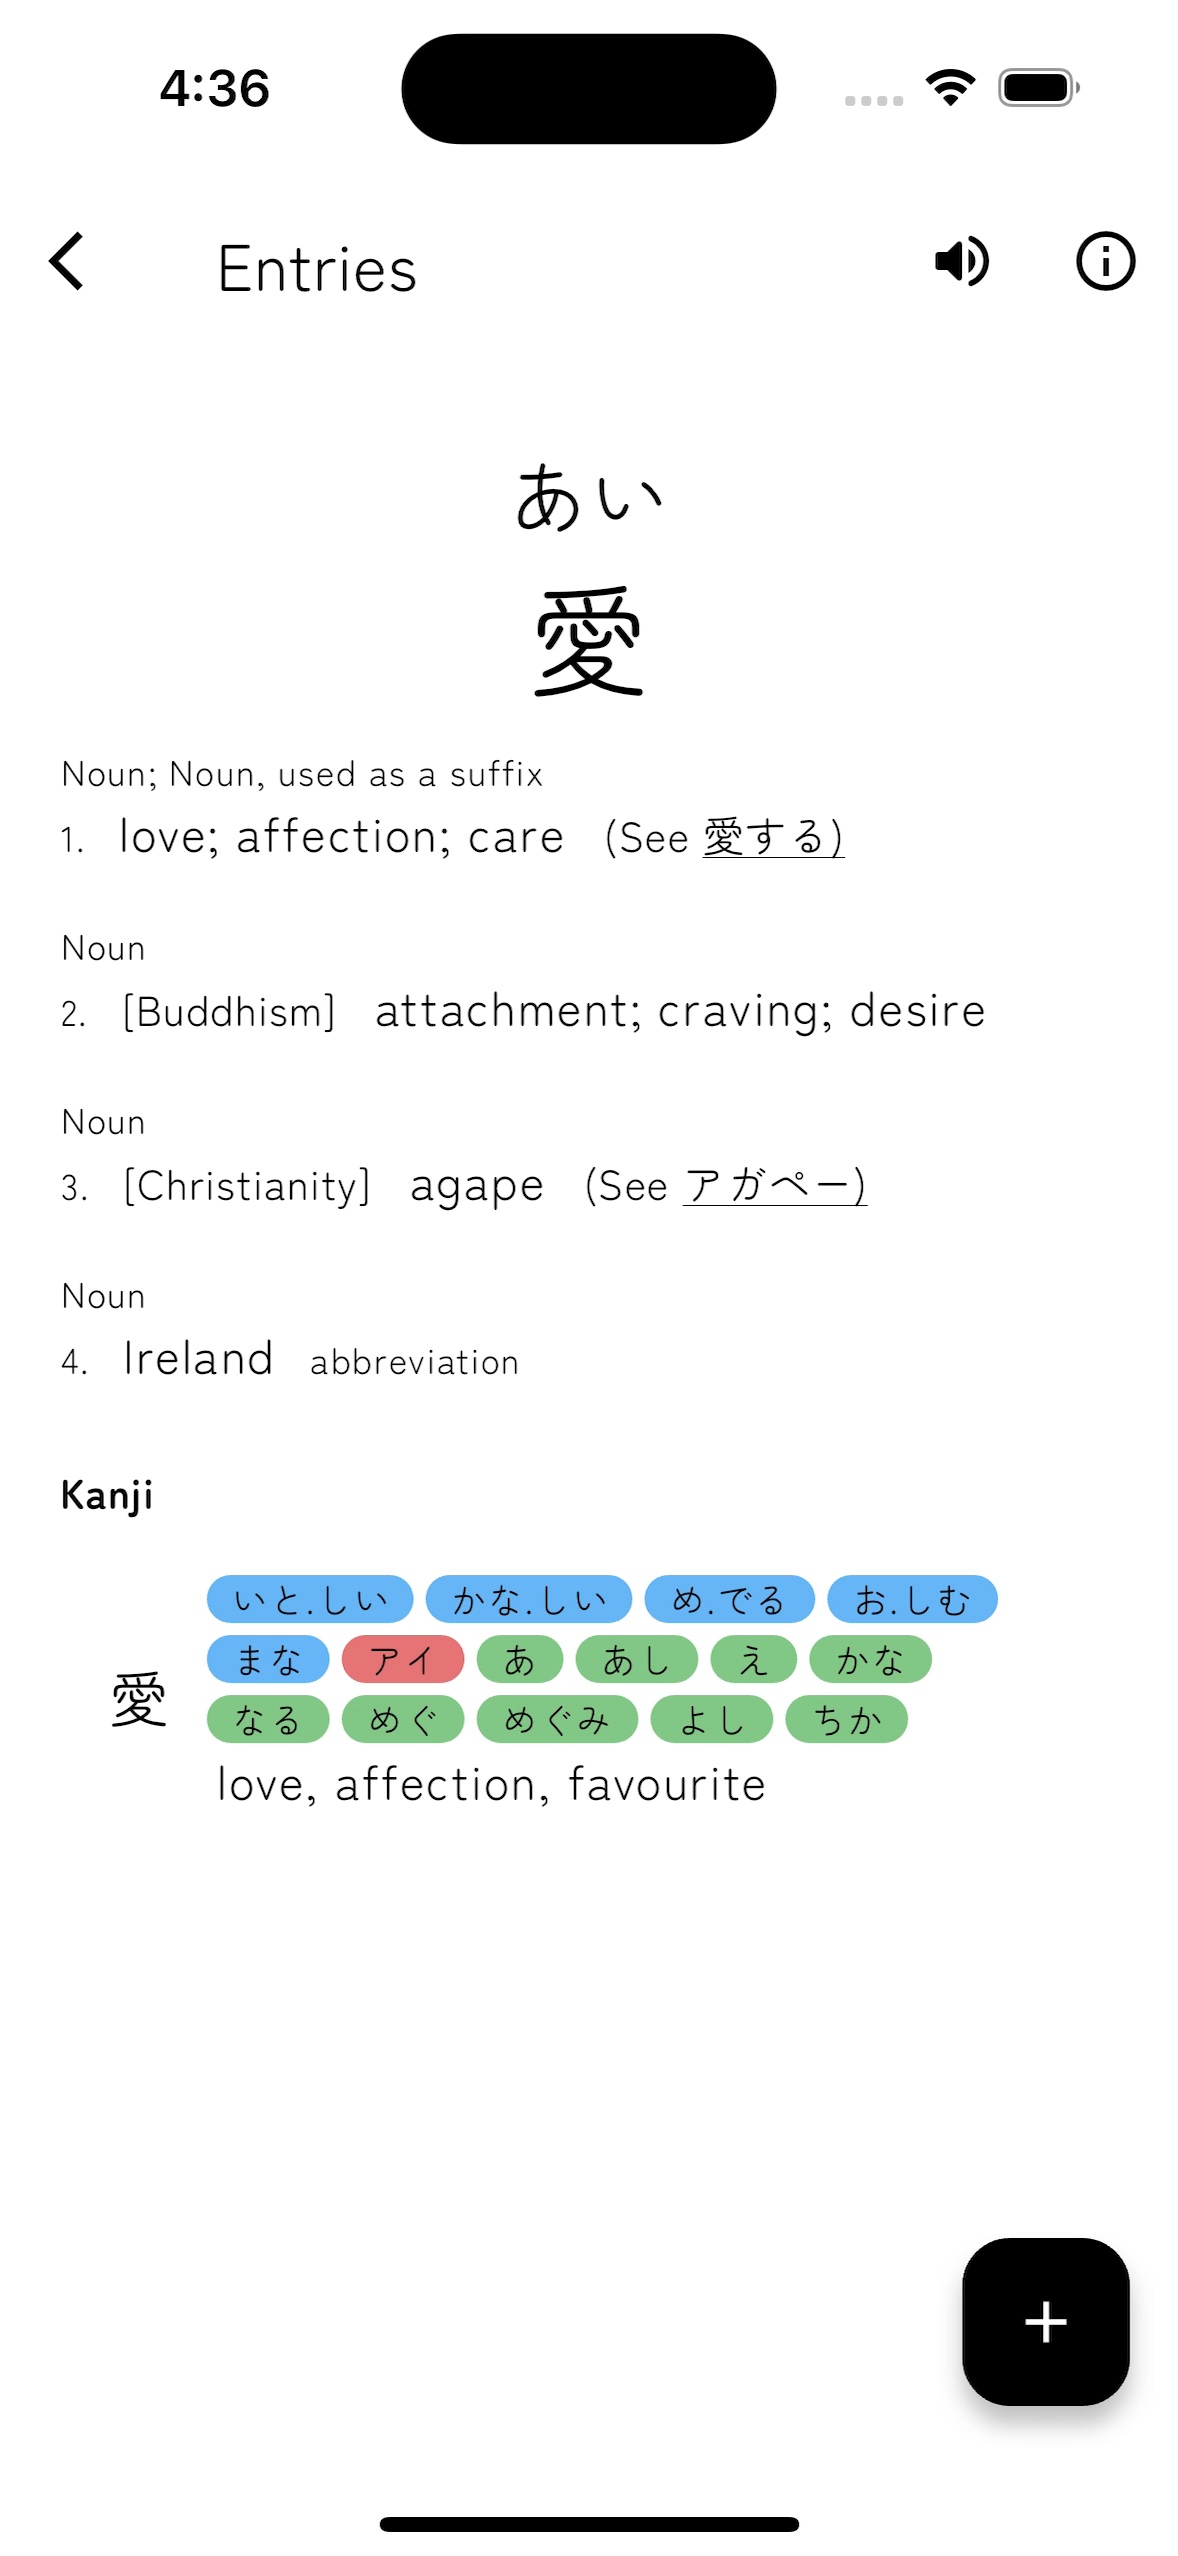 4:36
Entries
あい
愛
Noun; Noun, used as a suffix
1. love; affection; care (See 愛する)
Noun
2. [Buddhism] attachment; craving; desire
Noun
3. [Christianity] agape (See アガペー)
Noun
4. Ireland abbreviation
Kanji
いと.しい かな.しい め.でる お.しむ
まな アイ あ あし え かな
愛
なる めぐ めぐみ よし ちか
love, affection, favourite